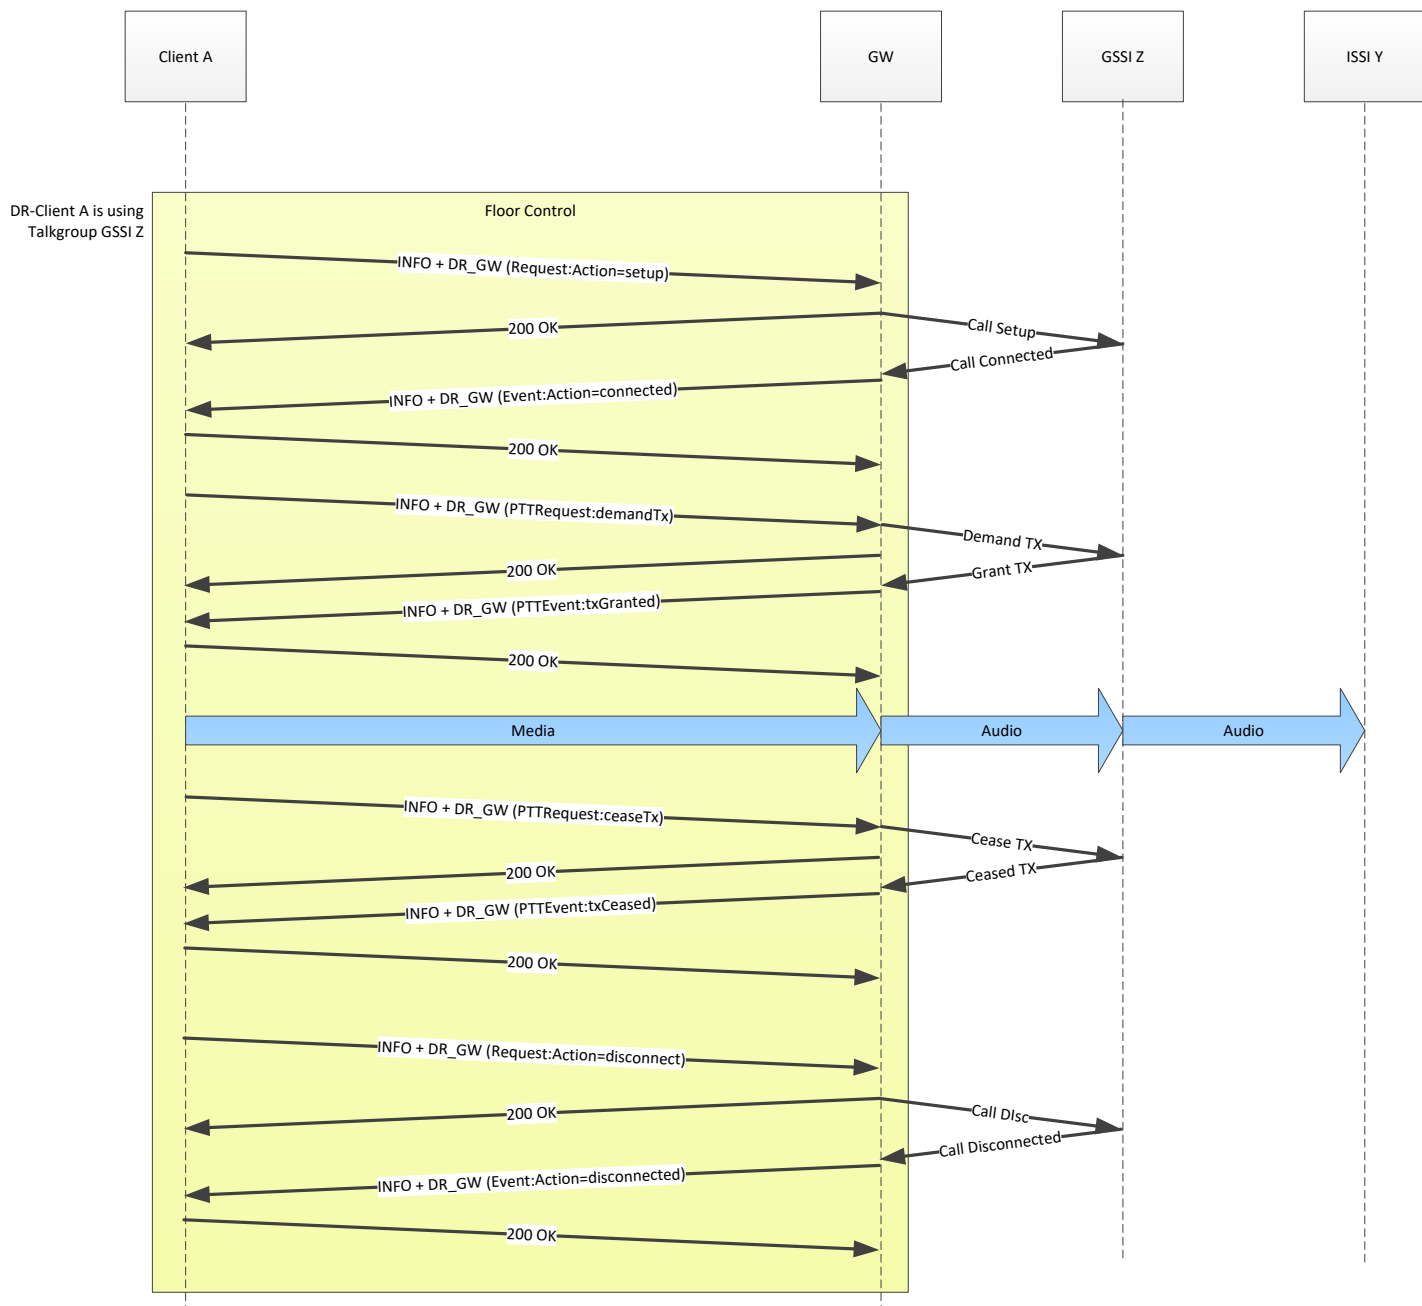 Client A
GW
GSSI Z
ISSI Y
DR-Client A is using
Talkgroup GSSI Z
Floor Control
INFO + DR_GW (Request:Action=setup)
200 OK
Call Setup
Call Connected
INFO + DR_GW (Event:Action=connected)
200 OK
INFO + DR_GW (PTTRequest:demandTx)
Demand TX
200 OK
Grant TX
INFO + DR_GW (PTTEvent:txGranted)
200 OK
Media
Audio
Audio
INFO + DR_GW (PTTRequest:ceaseTx)
Cease TX
200 OK
Ceased TX
INFO + DR_GW (PTTEvent:txCeased)
200 OK
INFO + DR_GW (Request:Action=disconnect)
200 OK
Call DIsc
Call Disconnected
INFO + DR_GW (Event:Action=disconnected)
200 OK